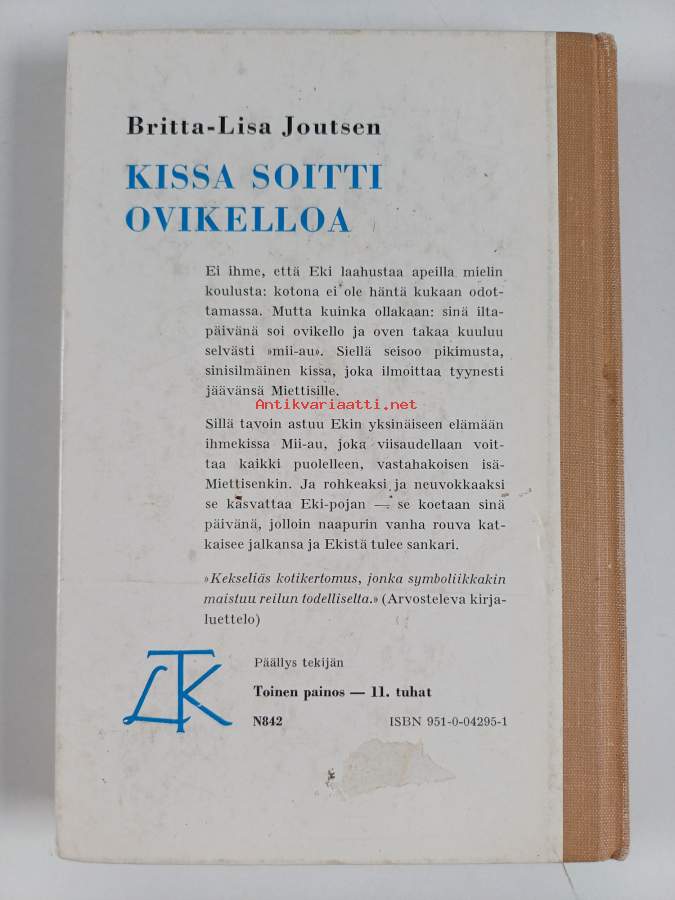 Britta-Lisa Joutsen
KISSA SOITTI
OVIKELLOA
Ei ihme, että Eki laahustaa apeilla mielin
koulusta: kotona ei ole häntä kukaan odot-
tamassa. Mutta kuinka ollakaan: sinä ilta-
päivänä soi ovikello ja oven takaa kuuluu
selvästi »mii-au». Siellä seisoo pikimusta,
sinisilmäinen kissa, joka ilmoittaa tyynesti
jäävänsä Miettisille.
Antikvariaatti.net
Sillä tavoin astuu Ekin yksinäiseen elämään
ihmekissa Mii-au, joka viisaudellaan voit-
taa kaikki puolelleen, vastahakoisen isä-
Miettisenkin. Ja rohkeaksi ja neuvokkaaksi
se kasvattaa Eki-pojan — se koetaan sinä
päivänä, jolloin naapurin vanha rouva kat-
kaisee jalkansa ja Ekistä tulee sankari.
»Kekseliäs kotikertomus, jonka symboliikkakin
maistuu reilun todelliselta.» (Arvosteleva kirja-
luettelo)
LTK
Päällys tekijän
Toinen painos — 11. tuhat
N842 ISBN 951-0-04295-1